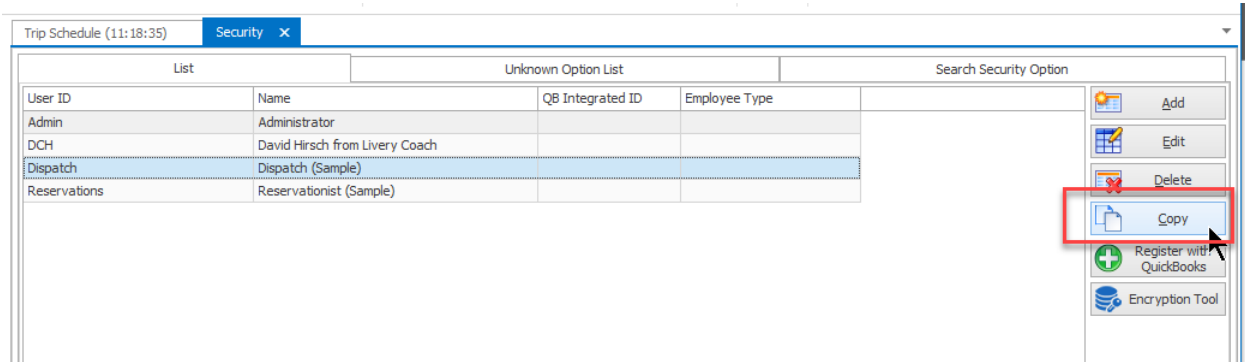 Trip Schedule (11:18:35) Security
List Unknown Option List Search Security Option
User ID Name QB Integrated ID Employee Type
Admin Administrator
DCH David Hirsch from Livery Coach
Dispatch Dispatch (Sample)
Reservations Reservationist (Sample)
Add
Edit
Delete
Copy
Register with
QuickBooks
Encryption Tool